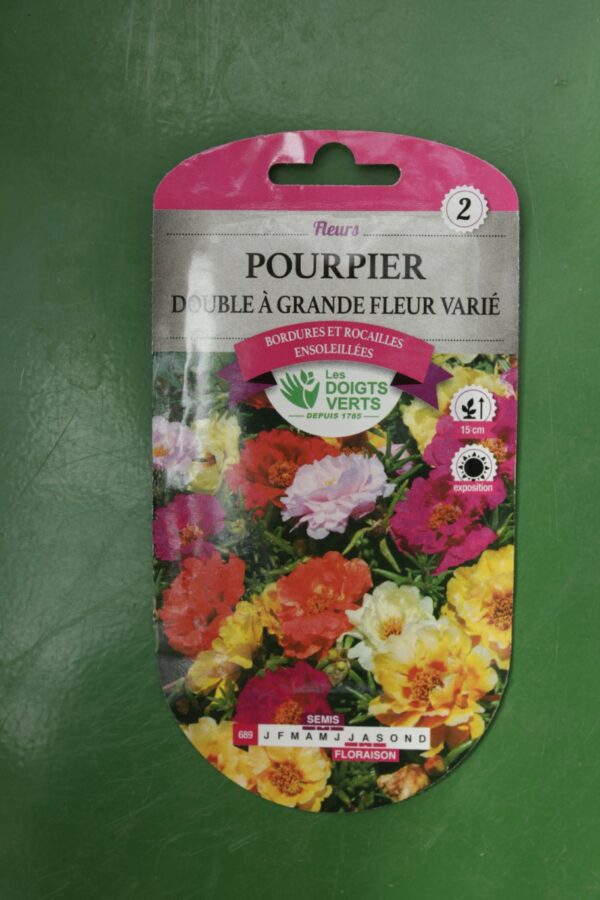 2
Fleurs
POURPIER
DOUBLE À GRANDE FLEUR VARIÉ
BORDURES ET ROCAILLES
ENSOLEILLÉES
Les
DOIGTS
VERTS
DEPUIS 1785
15 cm
exposition
SEMIS
689 J F M A M J J A S O N D
FLORAISON